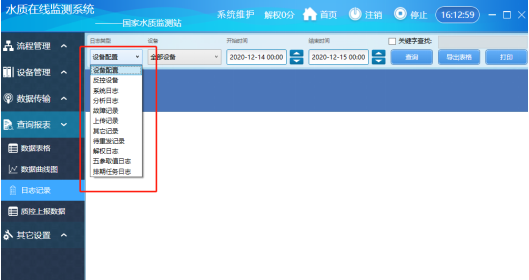 水质在线监测系统
———国家水质监测站
系统维护 解权0分 首页 注销 停止 16:12:59
流程管理
设备管理
数据传输
查询报表
数据表格
数据曲线图
日志记录
质控上报数据
其它设置
日志类型 设备 开始时间 结束时间 关键字查找:
设备配置 全部设备 2020-12-14 00:00 2020-12-15 00:00 查询 导出表格 打印
设备配置
反控设备
系统日志
分析日志
故障记录
上传记录
其它记录
待重发记录
解权日志
五参取值日志
排期任务日志